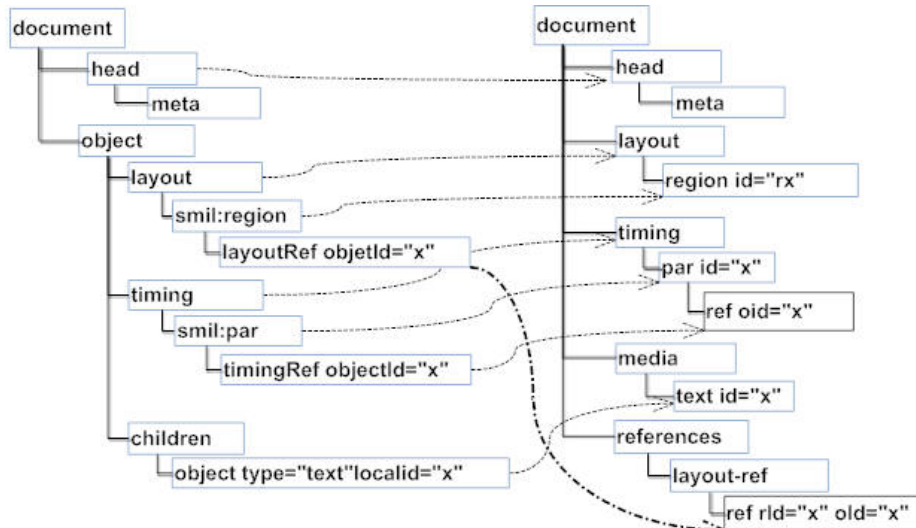 document
head
meta
object
layout
smil:region
layoutRef objetId="x"
timing
smil:par
timingRef objectId="x"
children
object type="text"localid="x"
document
head
meta
layout
region id="rx"
timing
par id="x"
ref oid="x"
media
text id="x"
references
layout-ref
ref rId="x" oId="x"